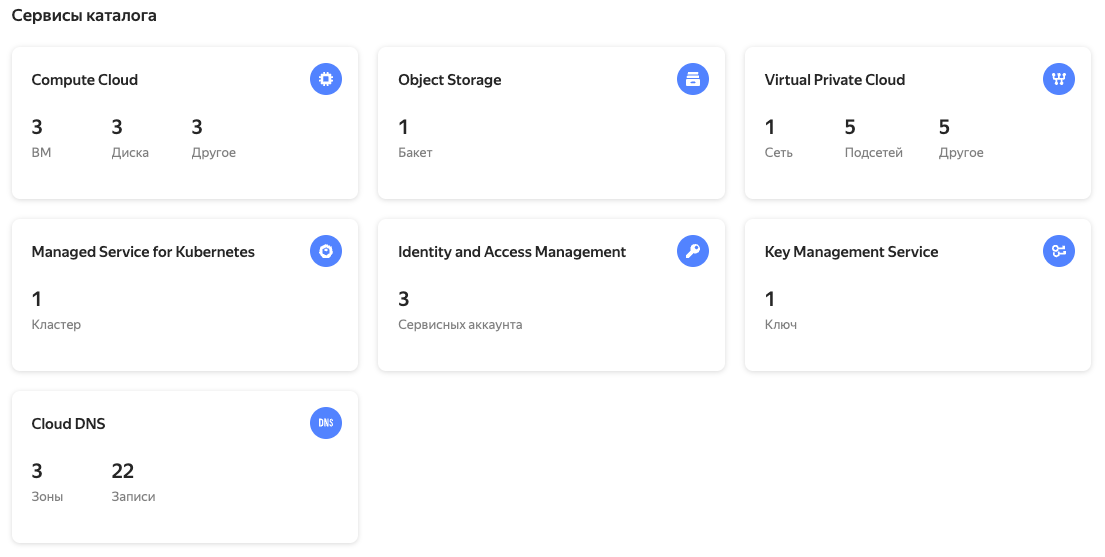 Сервисы каталога
Compute Cloud
3 3 3
ВМ Диска Другое
Object Storage
1
Бакет
Virtual Private Cloud
1 5 5
Сеть Подсетей Другое
Managed Service for Kubernetes
1
Кластер
Identity and Access Management
3
Сервисных аккаунта
Key Management Service
1
Ключ
Cloud DNS
DNS
3 22
Зоны Записи